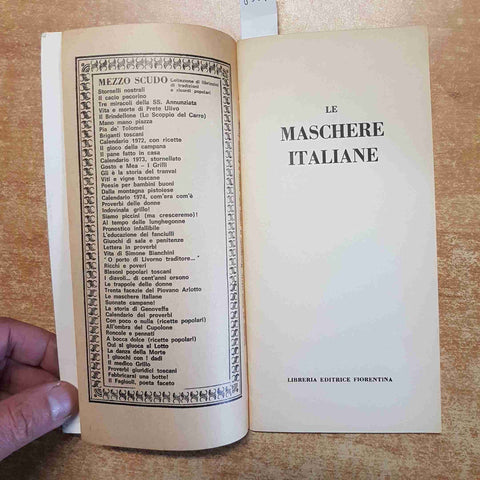 MEZZO SCUDO Collezione di libriccini
di tradizioni
e ricordi popolari
Stornelli nostrali
Il cacio pecorino
Tre miracoli della SS. Annunziata
Vita e morte di Prete Ulivo
Il Brindellone (Lo Scoppio del Carro)
Mano mano piazza
Pia de' Tolomei
Briganti toscani
Calendario 1972, con ricette
Il gioco della campana
Il pane fatto in casa
Calendario 1973, stornellato
Gosto e Mea - I Grilli
Gli è la storia del tranvai
Viti e vigne toscane
Poesie per bambini buoni
Dalla montagna pistoiese
Calendario 1974, com'era com'è
Proverbi delle donne
Indovinala grillo!
Siamo piccini (ma cresceremo)!
Al tempo delle lunghegonne
Pronostico infallibile
L'educazione dei fanciulli
Giuochi di sala e penitenze
Lettera in proverbi
Vita di Simone Bianchini
"O porto di Livorno traditore..."
Ricchi e poveri
Blasoni popolari toscani
I diavoli... di cent'anni orsono
Le trappole delle donne
Trenta facezie del Piovano Arlotto
Le maschere italiane
Suonate campane!
La storia di Genoveffa
Calendario dei proverbi
Con poco o nulla (ricette popolari)
All'ombra del Cupolone
Roncole e pennati
A bocca dolce (ricette popolari)
Qui si giuoca al Lotto
La danza della Morte
I giuochi con i dadi
Il medico Grillo
Proverbi giuridici toscani
Fabbricarsi una botte!
Il Fagiuoli, poeta faceto
LE
MASCHERE
ITALIANE
LIBRERIA EDITRICE FIORENTINA